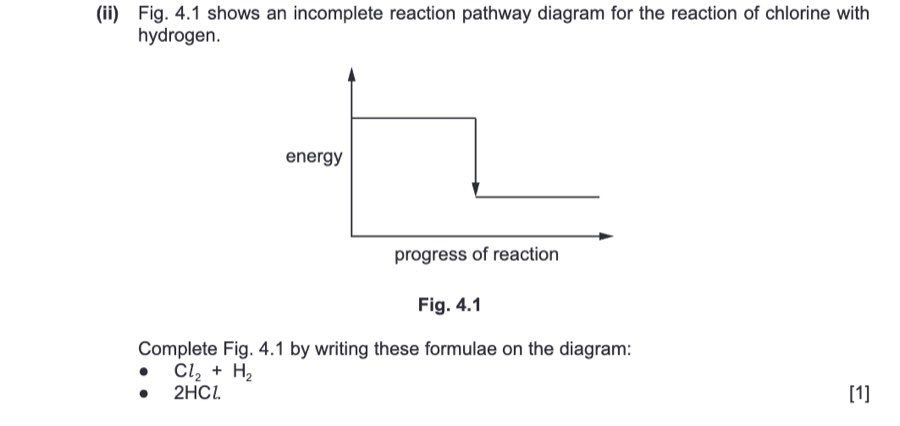 (ii) Fig. 4.1 shows an incomplete reaction pathway diagram for the reaction of chlorine with
hydrogen.
energy
progress of reaction
Fig. 4.1
Complete Fig. 4.1 by writing these formulae on the diagram:
• Cl₂ + H₂
• 2HCl.
[1]